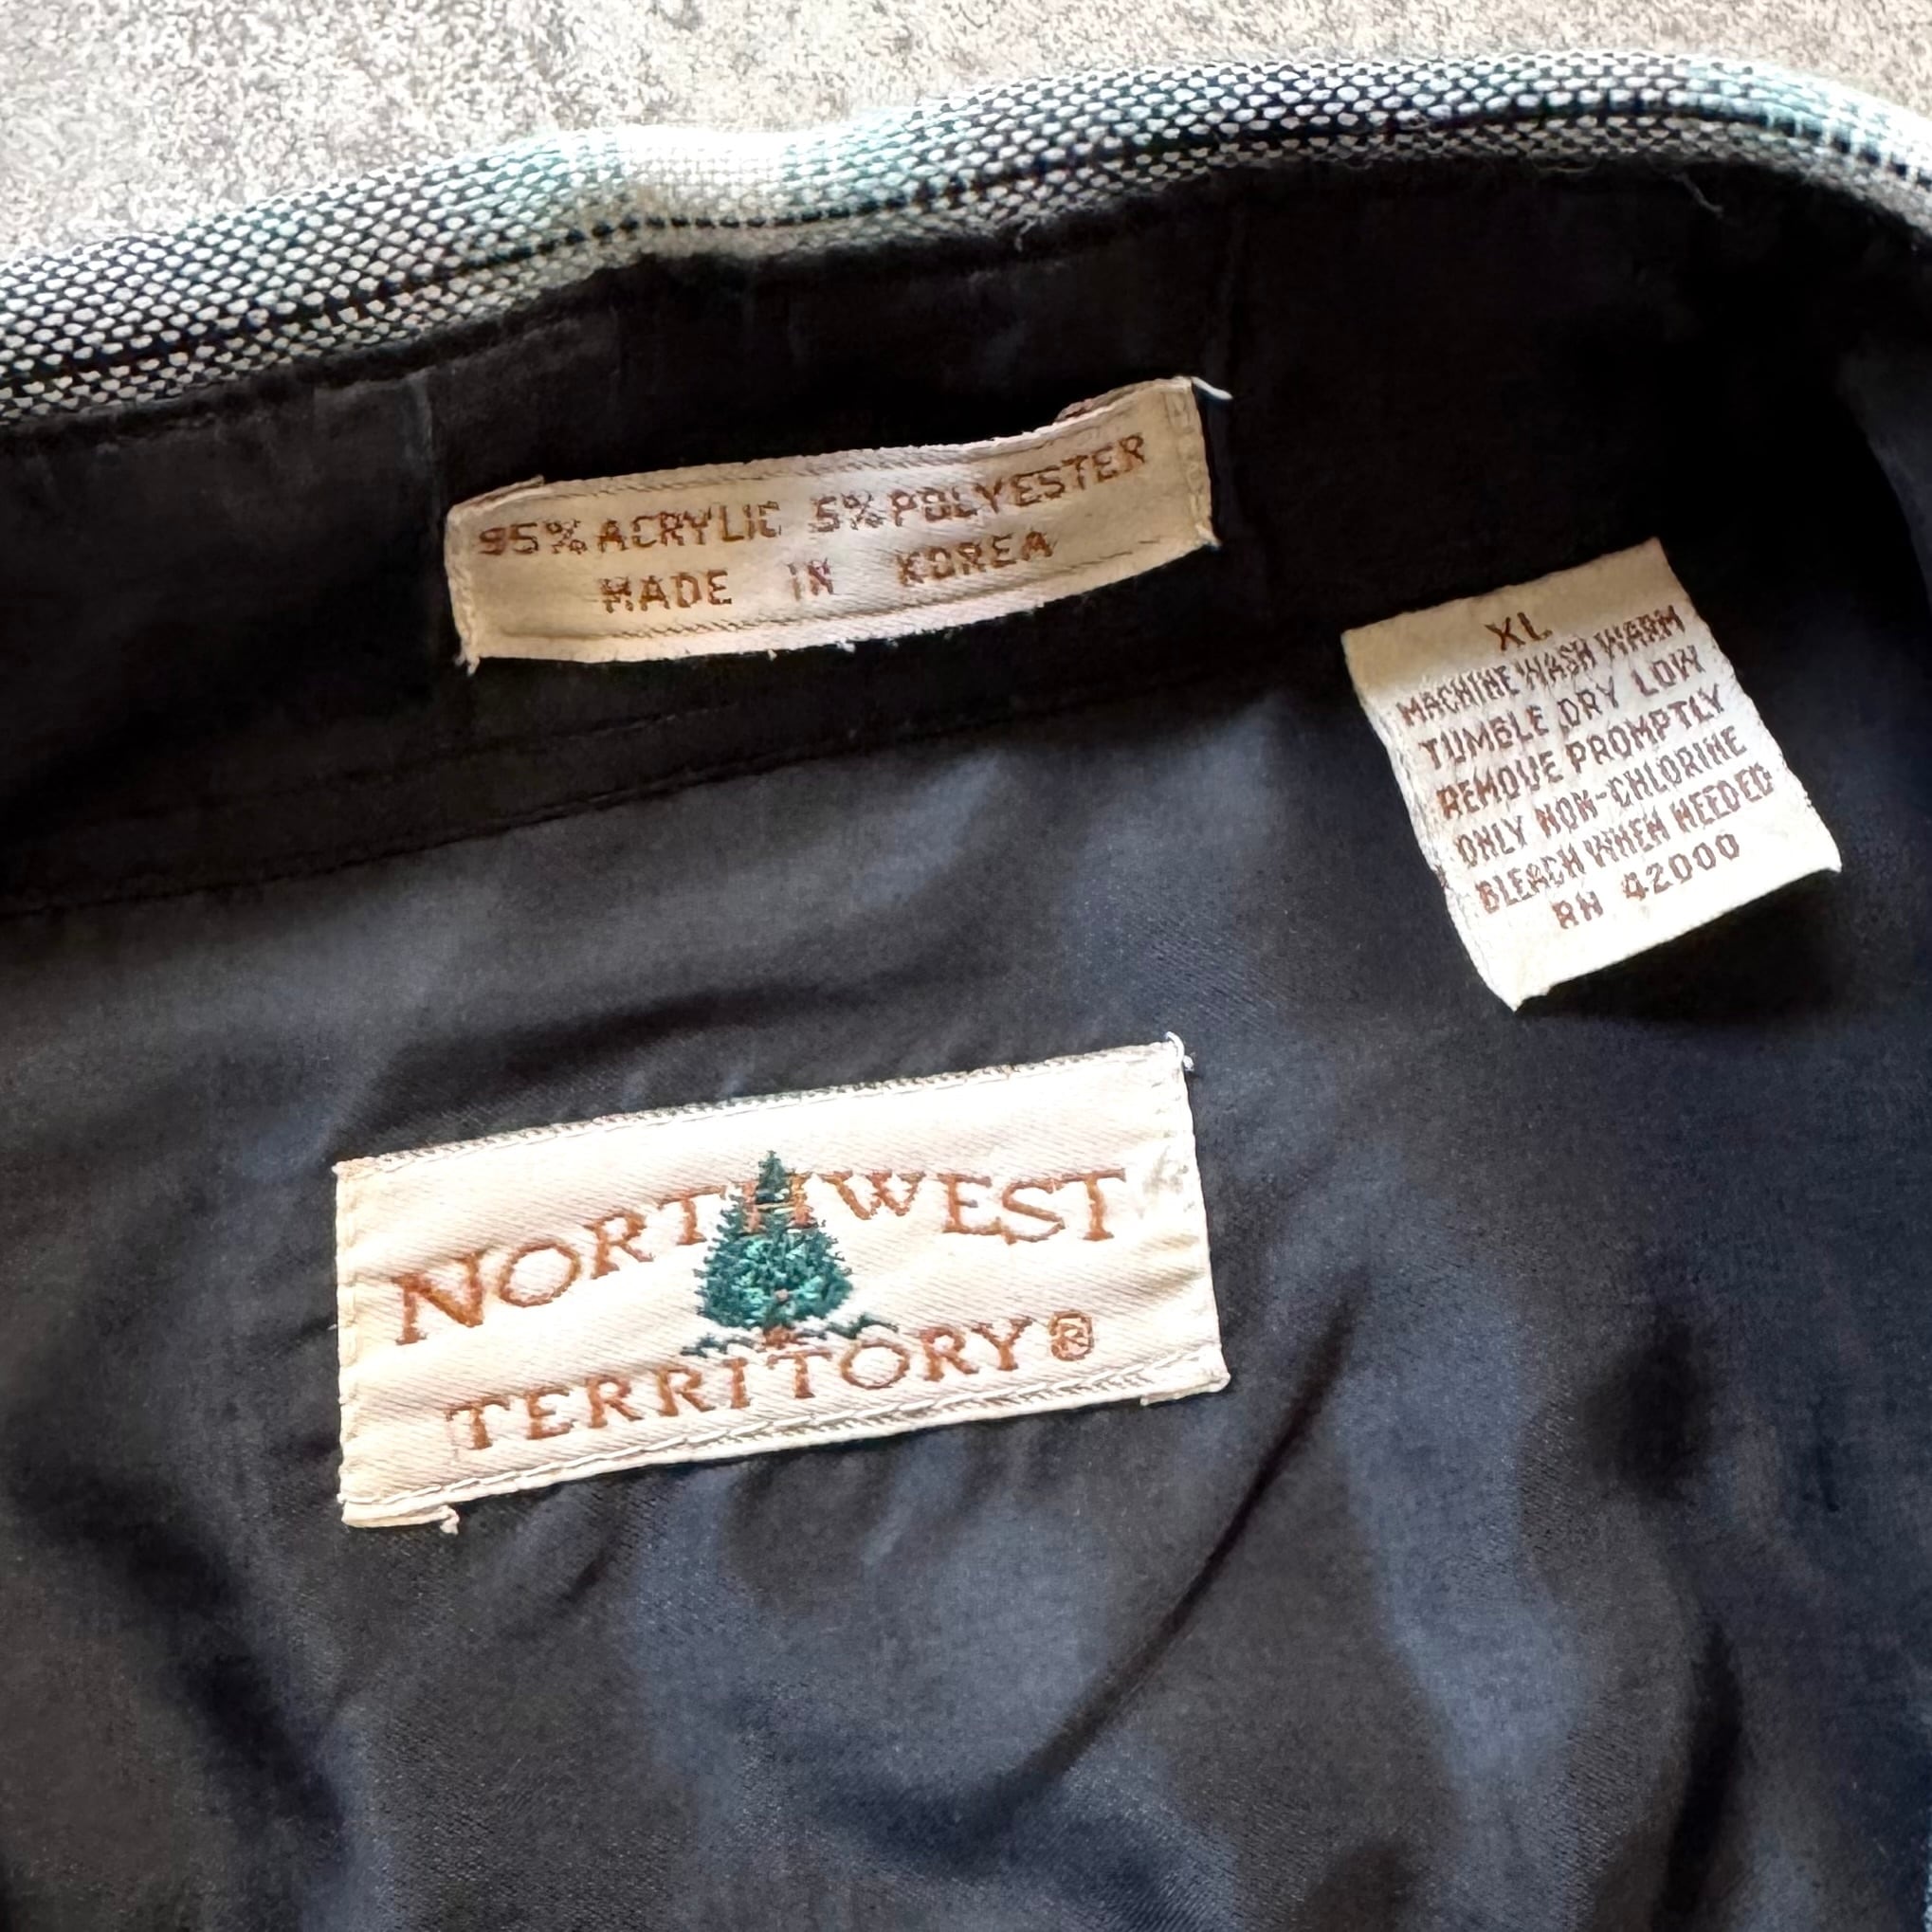 95% ACRYLIC 5% POLYESTER
MADE IN KOREA
XL
MACHINE WASH WARM
TUMBLE DRY LOW
REMOVE PROMPTLY
ONLY NON-CHLORINE
BLEACH WHEN NEEDED
RN 42000
NORTHWEST
TERRITORY®